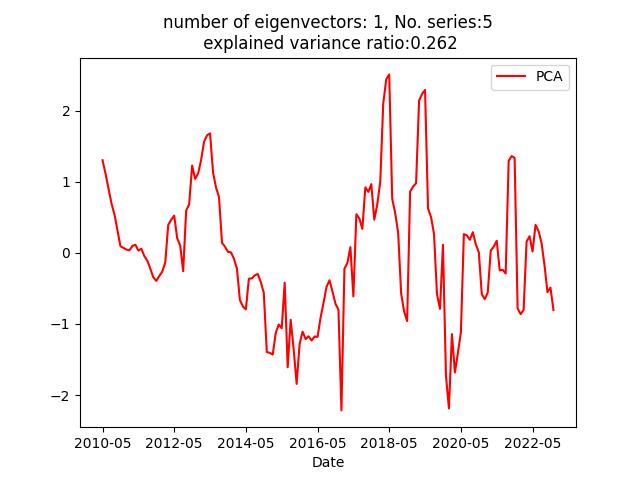 number of eigenvectors: 1, No. series:5
explained variance ratio:0.262
PCA
2
1
0
−1
−2
2010-05 2012-05 2014-05 2016-05 2018-05 2020-05 2022-05
Date